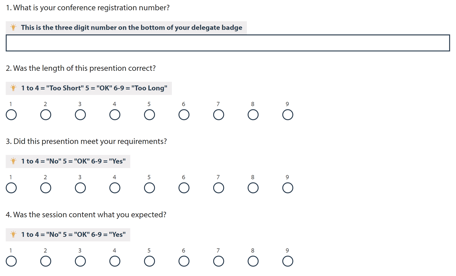 1. What is your conference registration number?
This is the three digit number on the bottom of your delegate badge
2. Was the length of this presention correct?
1 to 4 = "Too Short" 5 = "OK" 6-9 = "Too Long"
1 2 3 4 5 6 7 8 9
3. Did this presention meet your requirements?
1 to 4 = "No" 5 = "OK" 6-9 = "Yes"
1 2 3 4 5 6 7 8 9
4. Was the session content what you expected?
1 to 4 = "No" 5 = "OK" 6-9 = "Yes"
1 2 3 4 5 6 7 8 9